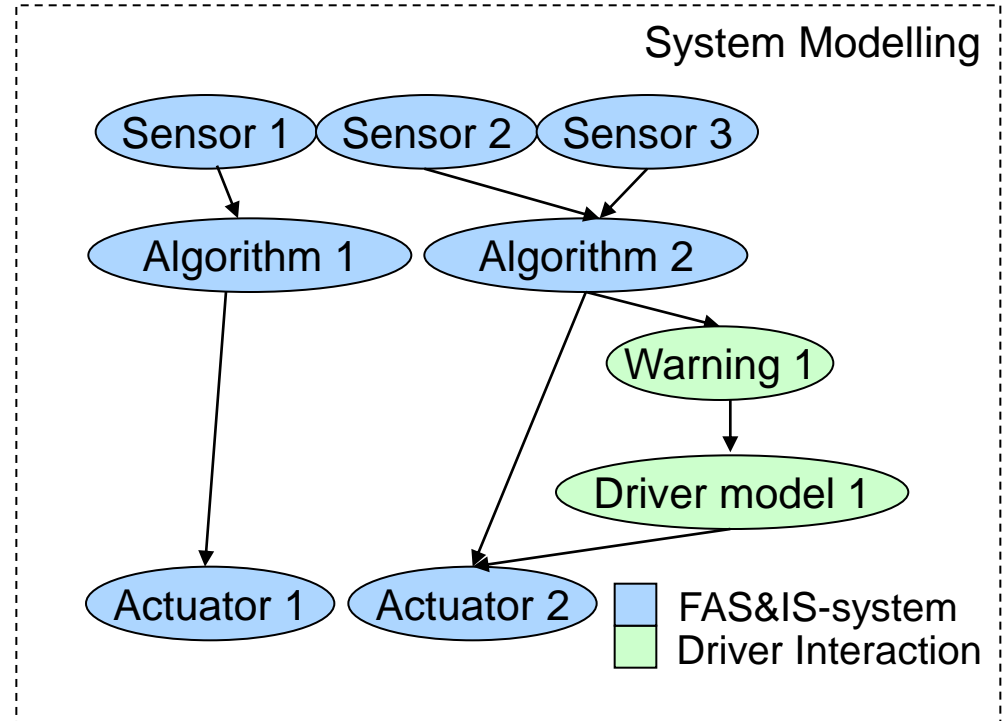 System Modelling
Sensor 1
Sensor 2
Sensor 3
Algorithm 1
Algorithm 2
Warning 1
Driver model 1
Actuator 1
Actuator 2
FAS&IS-system
Driver Interaction